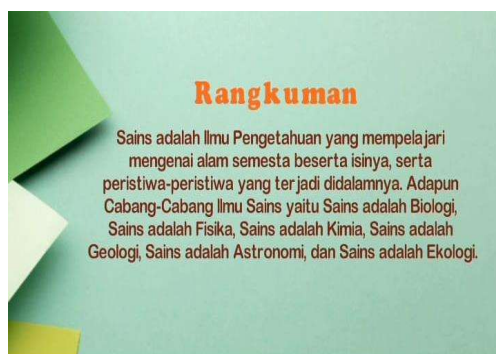 Rangkuman
Sains adalah Ilmu Pengetahuan yang mempelajari
mengenai alam semesta beserta isinya, serta
peristiwa-peristiwa yang terjadi didalamnya. Adapun
Cabang-Cabang Ilmu Sains yaitu Sains adalah Biologi,
Sains adalah Fisika, Sains adalah Kimia, Sains adalah
Geologi, Sains adalah Astronomi, dan Sains adalah Ekologi.